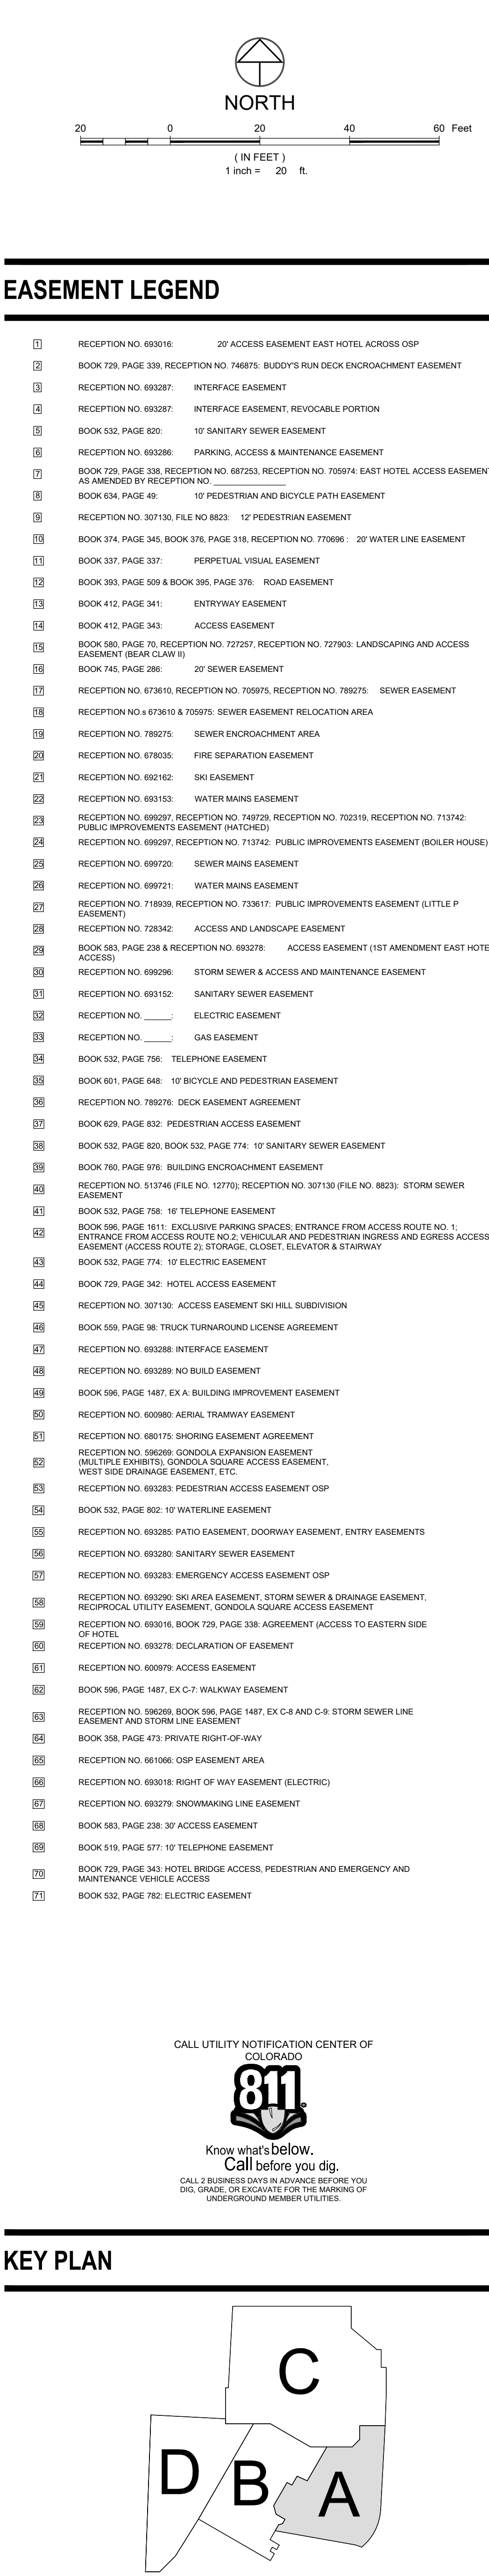 NORTH
20 0 20 40 60 Feet
( IN FEET )
1 inch = 20 ft.
EASEMENT LEGEND
1 RECEPTION NO. 693016: 20' ACCESS EASEMENT EAST HOTEL ACROSS OSP
2 BOOK 729, PAGE 339, RECEPTION NO. 746875: BUDDY'S RUN DECK ENCROACHMENT EASEMENT
3 RECEPTION NO. 693287: INTERFACE EASEMENT
4 RECEPTION NO. 693287: INTERFACE EASEMENT, REVOCABLE PORTION
5 BOOK 532, PAGE 820: 10' SANITARY SEWER EASEMENT
6 RECEPTION NO. 693286: PARKING, ACCESS & MAINTENANCE EASEMENT
7 BOOK 729, PAGE 338, RECEPTION NO. 687253, RECEPTION NO. 705974: EAST HOTEL ACCESS EASEMENT
AS AMENDED BY RECEPTION NO. ________________
8 BOOK 634, PAGE 49: 10' PEDESTRIAN AND BICYCLE PATH EASEMENT
9 RECEPTION NO. 307130, FILE NO 8823: 12' PEDESTRIAN EASEMENT
10 BOOK 374, PAGE 345, BOOK 376, PAGE 318, RECEPTION NO. 770696 : 20' WATER LINE EASEMENT
11 BOOK 337, PAGE 337: PERPETUAL VISUAL EASEMENT
12 BOOK 393, PAGE 509 & BOOK 395, PAGE 376: ROAD EASEMENT
13 BOOK 412, PAGE 341: ENTRYWAY EASEMENT
14 BOOK 412, PAGE 343: ACCESS EASEMENT
15 BOOK 580, PAGE 70, RECEPTION NO. 727257, RECEPTION NO. 727903: LANDSCAPING AND ACCESS
EASEMENT (BEAR CLAW II)
16 BOOK 745, PAGE 286: 20' SEWER EASEMENT
17 RECEPTION NO. 673610, RECEPTION NO. 705975, RECEPTION NO. 789275: SEWER EASEMENT
18 RECEPTION NO.s 673610 & 705975: SEWER EASEMENT RELOCATION AREA
19 RECEPTION NO. 789275: SEWER ENCROACHMENT AREA
20 RECEPTION NO. 678035: FIRE SEPARATION EASEMENT
21 RECEPTION NO. 692162: SKI EASEMENT
22 RECEPTION NO. 693153: WATER MAINS EASEMENT
23 RECEPTION NO. 699297, RECEPTION NO. 749729, RECEPTION NO. 702319, RECEPTION NO. 713742:
PUBLIC IMPROVEMENTS EASEMENT (HATCHED)
24 RECEPTION NO. 699297, RECEPTION NO. 713742: PUBLIC IMPROVEMENTS EASEMENT (BOILER HOUSE)
25 RECEPTION NO. 699720: SEWER MAINS EASEMENT
26 RECEPTION NO. 699721: WATER MAINS EASEMENT
27 RECEPTION NO. 718939, RECEPTION NO. 733617: PUBLIC IMPROVEMENTS EASEMENT (LITTLE P
EASEMENT)
28 RECEPTION NO. 728342: ACCESS AND LANDSCAPE EASEMENT
29 BOOK 583, PAGE 238 & RECEPTION NO. 693278: ACCESS EASEMENT (1ST AMENDMENT EAST HOTE
ACCESS)
30 RECEPTION NO. 699296: STORM SEWER & ACCESS AND MAINTENANCE EASEMENT
31 RECEPTION NO. 693152: SANITARY SEWER EASEMENT
32 RECEPTION NO. ______: ELECTRIC EASEMENT
33 RECEPTION NO. ______: GAS EASEMENT
34 BOOK 532, PAGE 756: TELEPHONE EASEMENT
35 BOOK 601, PAGE 648: 10' BICYCLE AND PEDESTRIAN EASEMENT
36 RECEPTION NO. 789276: DECK EASEMENT AGREEMENT
37 BOOK 629, PAGE 832: PEDESTRIAN ACCESS EASEMENT
38 BOOK 532, PAGE 820, BOOK 532, PAGE 774: 10' SANITARY SEWER EASEMENT
39 BOOK 760, PAGE 976: BUILDING ENCROACHMENT EASEMENT
40 RECEPTION NO. 513746 (FILE NO. 12770); RECEPTION NO. 307130 (FILE NO. 8823): STORM SEWER
EASEMENT
41 BOOK 532, PAGE 758: 16' TELEPHONE EASEMENT
42 BOOK 596, PAGE 1611: EXCLUSIVE PARKING SPACES; ENTRANCE FROM ACCESS ROUTE NO. 1;
ENTRANCE FROM ACCESS ROUTE NO.2; VEHICULAR AND PEDESTRIAN INGRESS AND EGRESS ACCESS
EASEMENT (ACCESS ROUTE 2); STORAGE, CLOSET, ELEVATOR & STAIRWAY
43 BOOK 532, PAGE 774: 10' ELECTRIC EASEMENT
44 BOOK 729, PAGE 342: HOTEL ACCESS EASEMENT
45 RECEPTION NO. 307130: ACCESS EASEMENT SKI HILL SUBDIVISION
46 BOOK 559, PAGE 98: TRUCK TURNAROUND LICENSE AGREEMENT
47 RECEPTION NO. 693288: INTERFACE EASEMENT
48 RECEPTION NO. 693289: NO BUILD EASEMENT
49 BOOK 596, PAGE 1487, EX A: BUILDING IMPROVEMENT EASEMENT
50 RECEPTION NO. 600980: AERIAL TRAMWAY EASEMENT
51 RECEPTION NO. 680175: SHORING EASEMENT AGREEMENT
52 RECEPTION NO. 596269: GONDOLA EXPANSION EASEMENT
(MULTIPLE EXHIBITS), GONDOLA SQUARE ACCESS EASEMENT,
WEST SIDE DRAINAGE EASEMENT, ETC.
53 RECEPTION NO. 693283: PEDESTRIAN ACCESS EASEMENT OSP
54 BOOK 532, PAGE 802: 10' WATERLINE EASEMENT
55 RECEPTION NO. 693285: PATIO EASEMENT, DOORWAY EASEMENT, ENTRY EASEMENTS
56 RECEPTION NO. 693280: SANITARY SEWER EASEMENT
57 RECEPTION NO. 693283: EMERGENCY ACCESS EASEMENT OSP
58 RECEPTION NO. 693290: SKI AREA EASEMENT, STORM SEWER & DRAINAGE EASEMENT,
RECIPROCAL UTILITY EASEMENT, GONDOLA SQUARE ACCESS EASEMENT
59 RECEPTION NO. 693016, BOOK 729, PAGE 338: AGREEMENT (ACCESS TO EASTERN SIDE
OF HOTEL
60 RECEPTION NO. 693278: DECLARATION OF EASEMENT
61 RECEPTION NO. 600979: ACCESS EASEMENT
62 BOOK 596, PAGE 1487, EX C-7: WALKWAY EASEMENT
63 RECEPTION NO. 596269, BOOK 596, PAGE 1487, EX C-8 AND C-9: STORM SEWER LINE
EASEMENT AND STORM LINE EASEMENT
64 BOOK 358, PAGE 473: PRIVATE RIGHT-OF-WAY
65 RECEPTION NO. 661066: OSP EASEMENT AREA
66 RECEPTION NO. 693018: RIGHT OF WAY EASEMENT (ELECTRIC)
67 RECEPTION NO. 693279: SNOWMAKING LINE EASEMENT
68 BOOK 583, PAGE 238: 30' ACCESS EASEMENT
69 BOOK 519, PAGE 577: 10' TELEPHONE EASEMENT
70 BOOK 729, PAGE 343: HOTEL BRIDGE ACCESS, PEDESTRIAN AND EMERGENCY AND
MAINTENANCE VEHICLE ACCESS
71 BOOK 532, PAGE 782: ELECTRIC EASEMENT
CALL UTILITY NOTIFICATION CENTER OF
COLORADO
811
Know what's below.
Call before you dig.
CALL 2 BUSINESS DAYS IN ADVANCE BEFORE YOU
DIG, GRADE, OR EXCAVATE FOR THE MARKING OF
UNDERGROUND MEMBER UTILITIES.
KEY PLAN
C
D B A